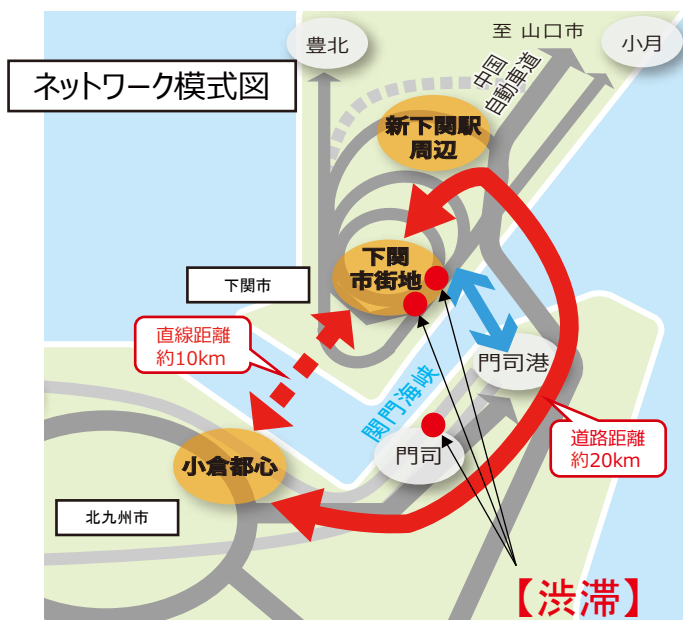 至 山口市
豊北
小月
ネットワーク模式図
中国
自動車道
新下関駅
周辺
下関
市街地
下関市
直線距離
約10km
門司港
関門海峡
道路距離
約20km
門司
小倉都心
北九州市
【渋滞】